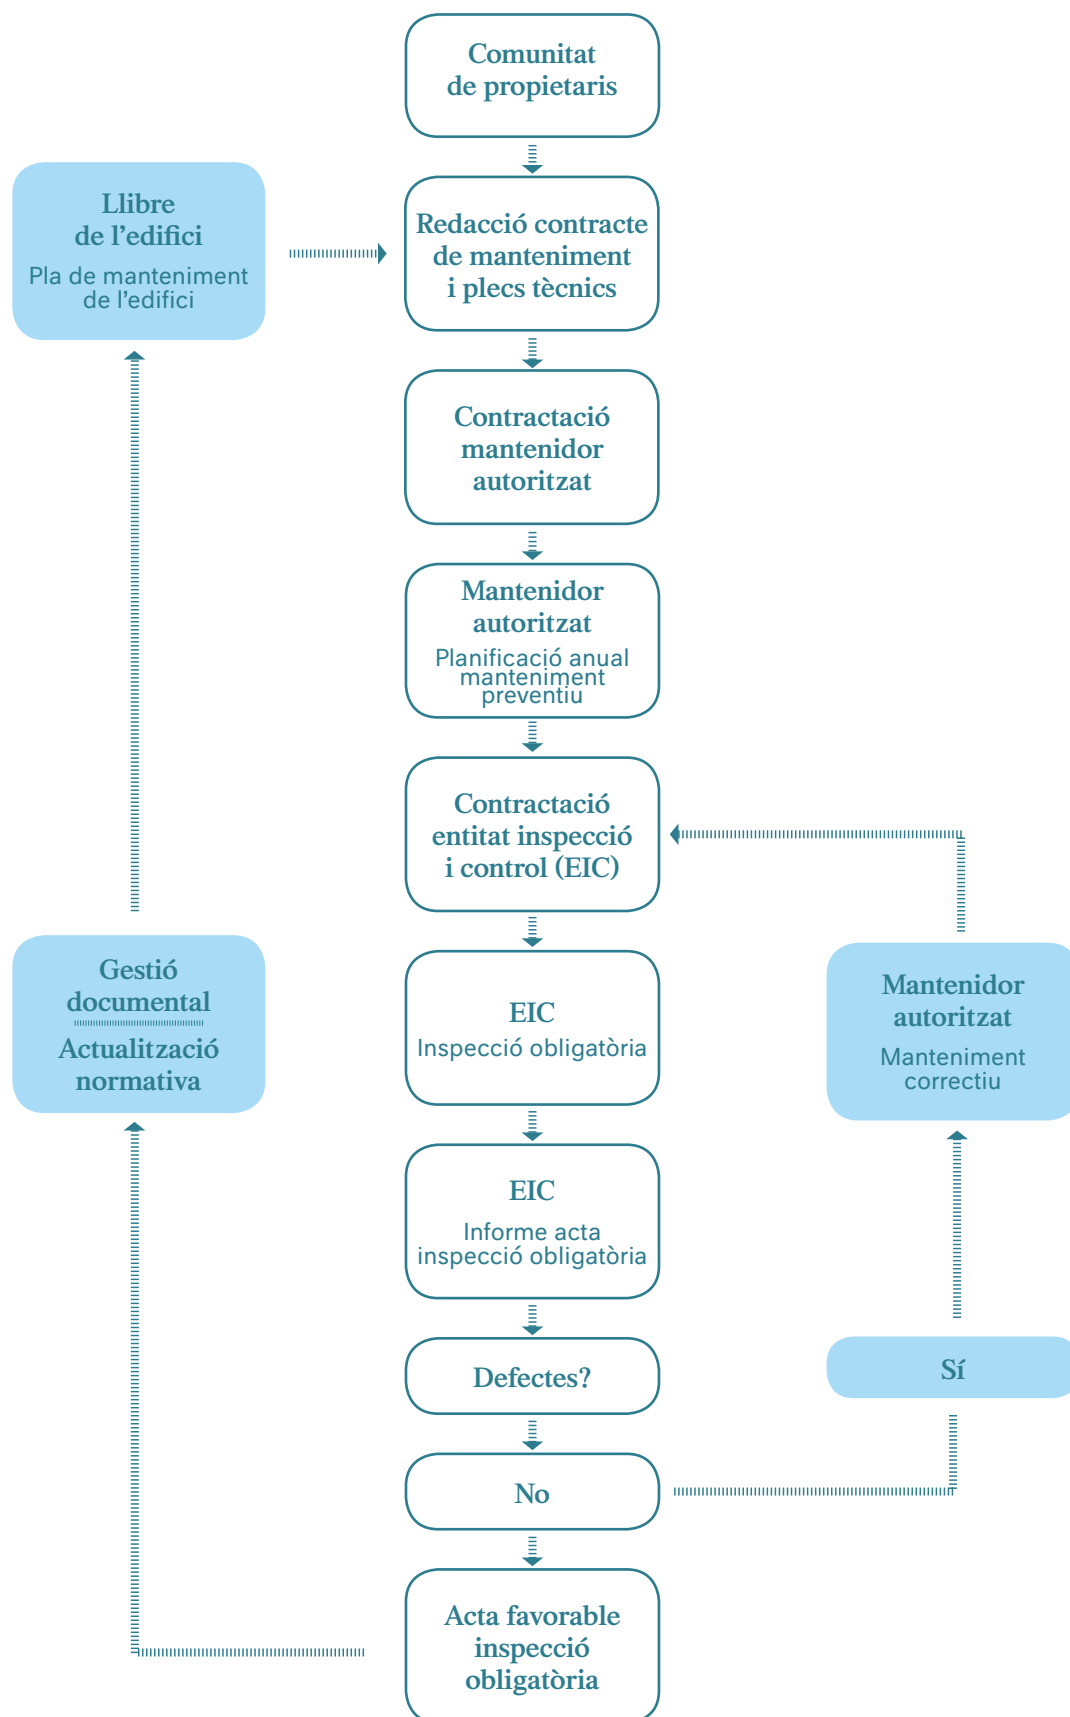 Comunitat
de propietaris
Llibre
de l'edifici
Pla de manteniment
de l'edifici
Redacció contracte
de manteniment
i plecs tècnics
Contractació
mantenidor
autoritzat
Mantenidor
autoritzat
Planificació anual
manteniment
preventiu
Contractació
entitat inspecció
i control (EIC)
Gestió
documental
Actualització
normativa
EIC
Inspecció obligatòria
Mantenidor
autoritzat
Manteniment
correctiu
EIC
Informe acta
inspecció obligatòria
Defectes?
Sí
No
Acta favorable
inspecció
obligatòria